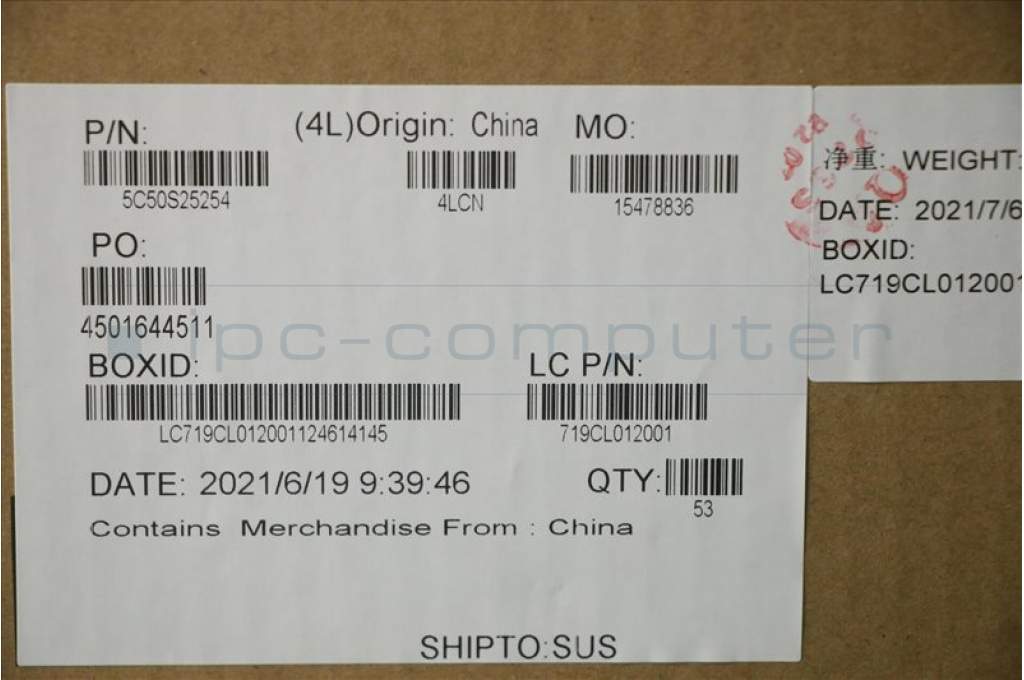 P/N: (4L)Origin: China MO:
5C50S25254 4LCN 15478836
PO:
4501644511
ipc-computer
BOXID: LC P/N:
LC719CL012001124614145 719CL012001
DATE: 2021/6/19 9:39:46 QTY:
53
Contains Merchandise From : China
SHIPTO:SUS
净重: WEIGHT:
DATE: 2021/7/6
BOXID:
LC719CL012001